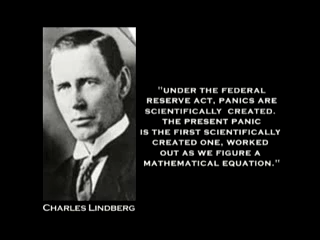 "UNDER THE FEDERAL
RESERVE ACT, PANICS ARE
SCIENTIFICALLY CREATED.
THE PRESENT PANIC
IS THE FIRST SCIENTIFICALLY
CREATED ONE, WORKED
OUT AS WE FIGURE A
MATHEMATICAL EQUATION."
CHARLES LINDBERG